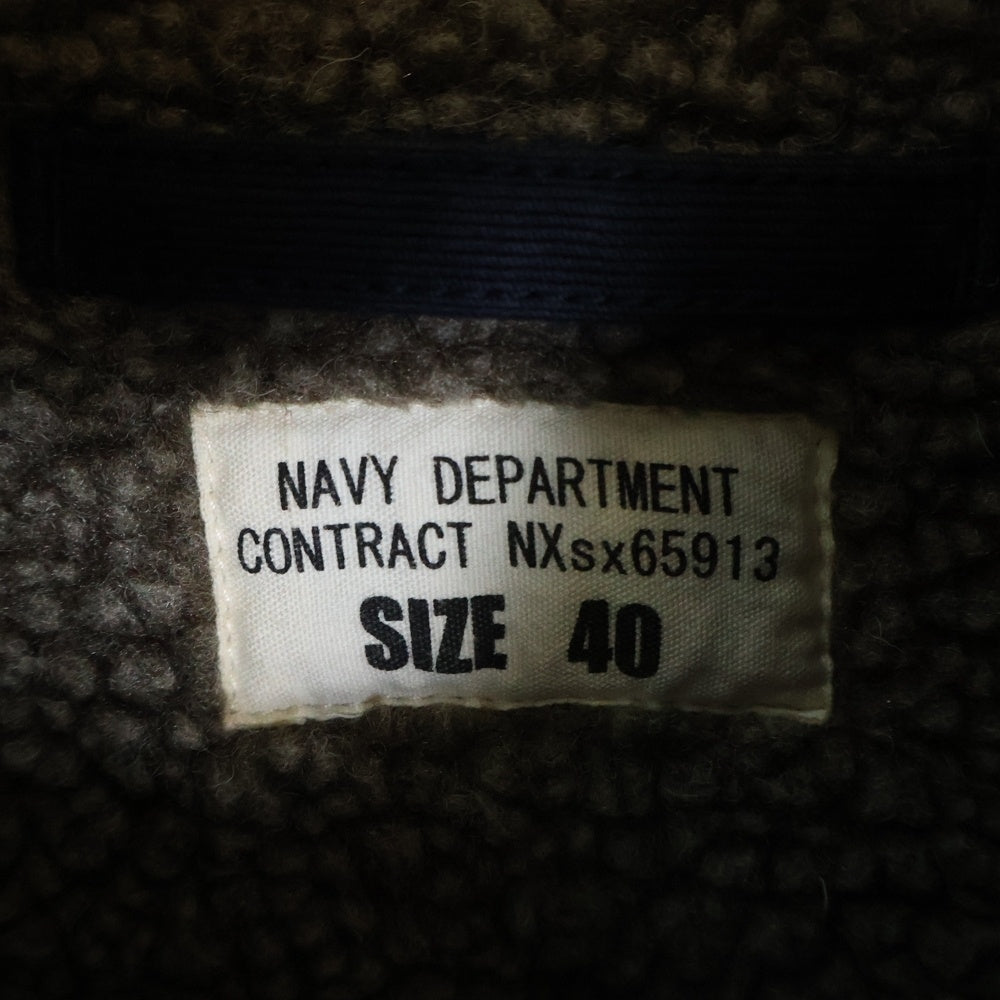 NAVY DEPARTMENT
CONTRACT NXsx65913
SIZE 40